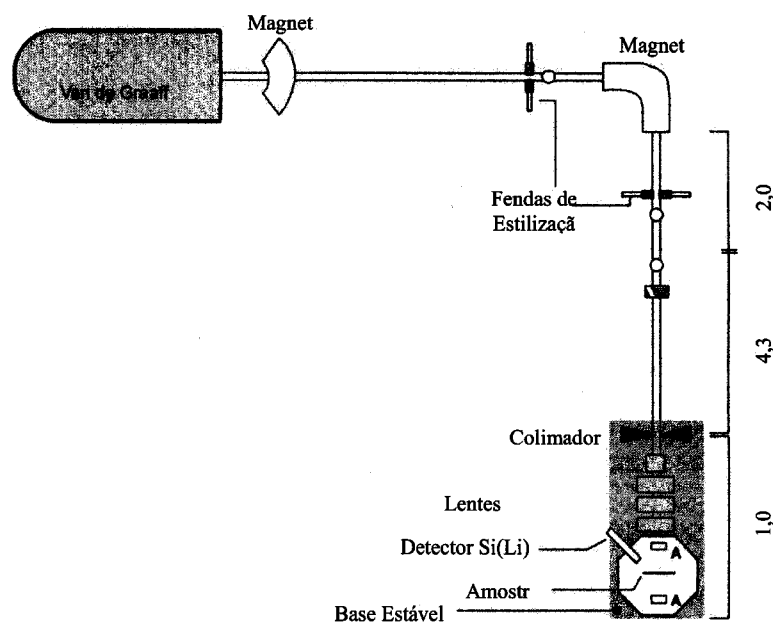 Magnet
Magnet
Van de Graaff
Fendas de
Estilizaçã
2,0
4,3
Colimador
Lentes
1,0
Detector Si(Li)
A
Amostr
A
Base Estável